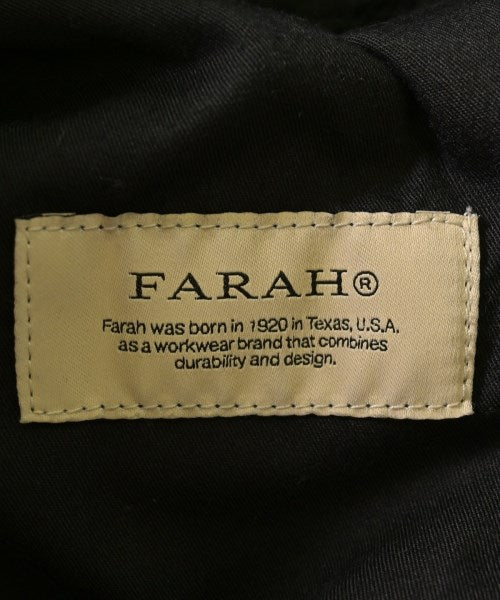 FARAH®
Farah was born in 1920 in Texas, U.S.A.
as a workwear brand that combines
durability and design.